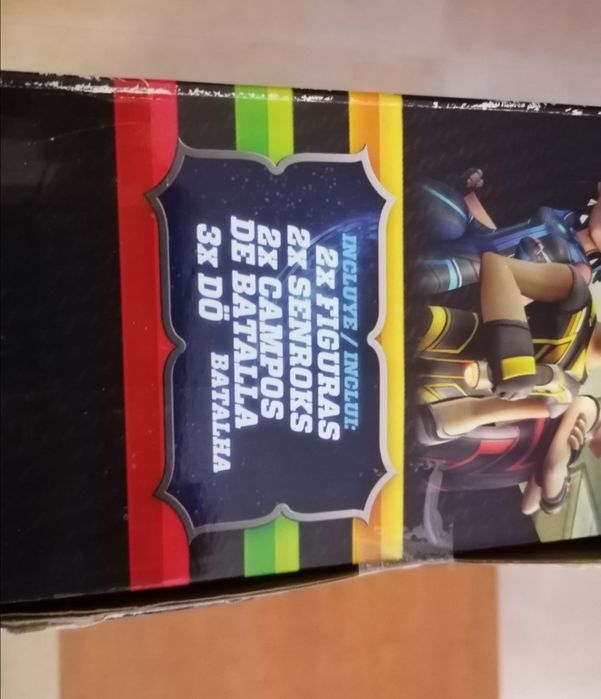 INCLUYE / INCLUI:
2X FIGURAS
2X SENROKS
2X CAMPOS
DE BATALLA
BATALHA
3X DÖ